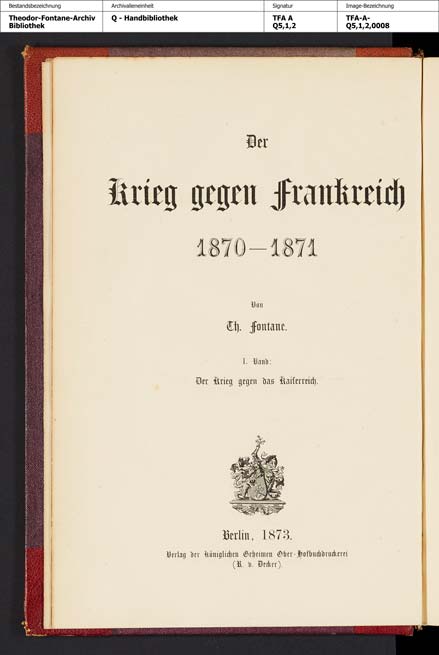 Bestandsbezeichnung Archivalieneinheit Signatur Image-Bezeichnung
Theodor-Fontane-Archiv Q - Handbibliothek TFA A TFA-A-
Bibliothek Q5,1,2 Q5,1,2,0008
Der
Krieg gegen Frankreich
1870—1871
Von
Th. Fontane.
I. Band:
Der Krieg gegen das Kaiserreich.
Berlin, 1873.
Verlag der Königlichen Geheimen Ober-Hofbuchdruckerei
(R. v. Decker).